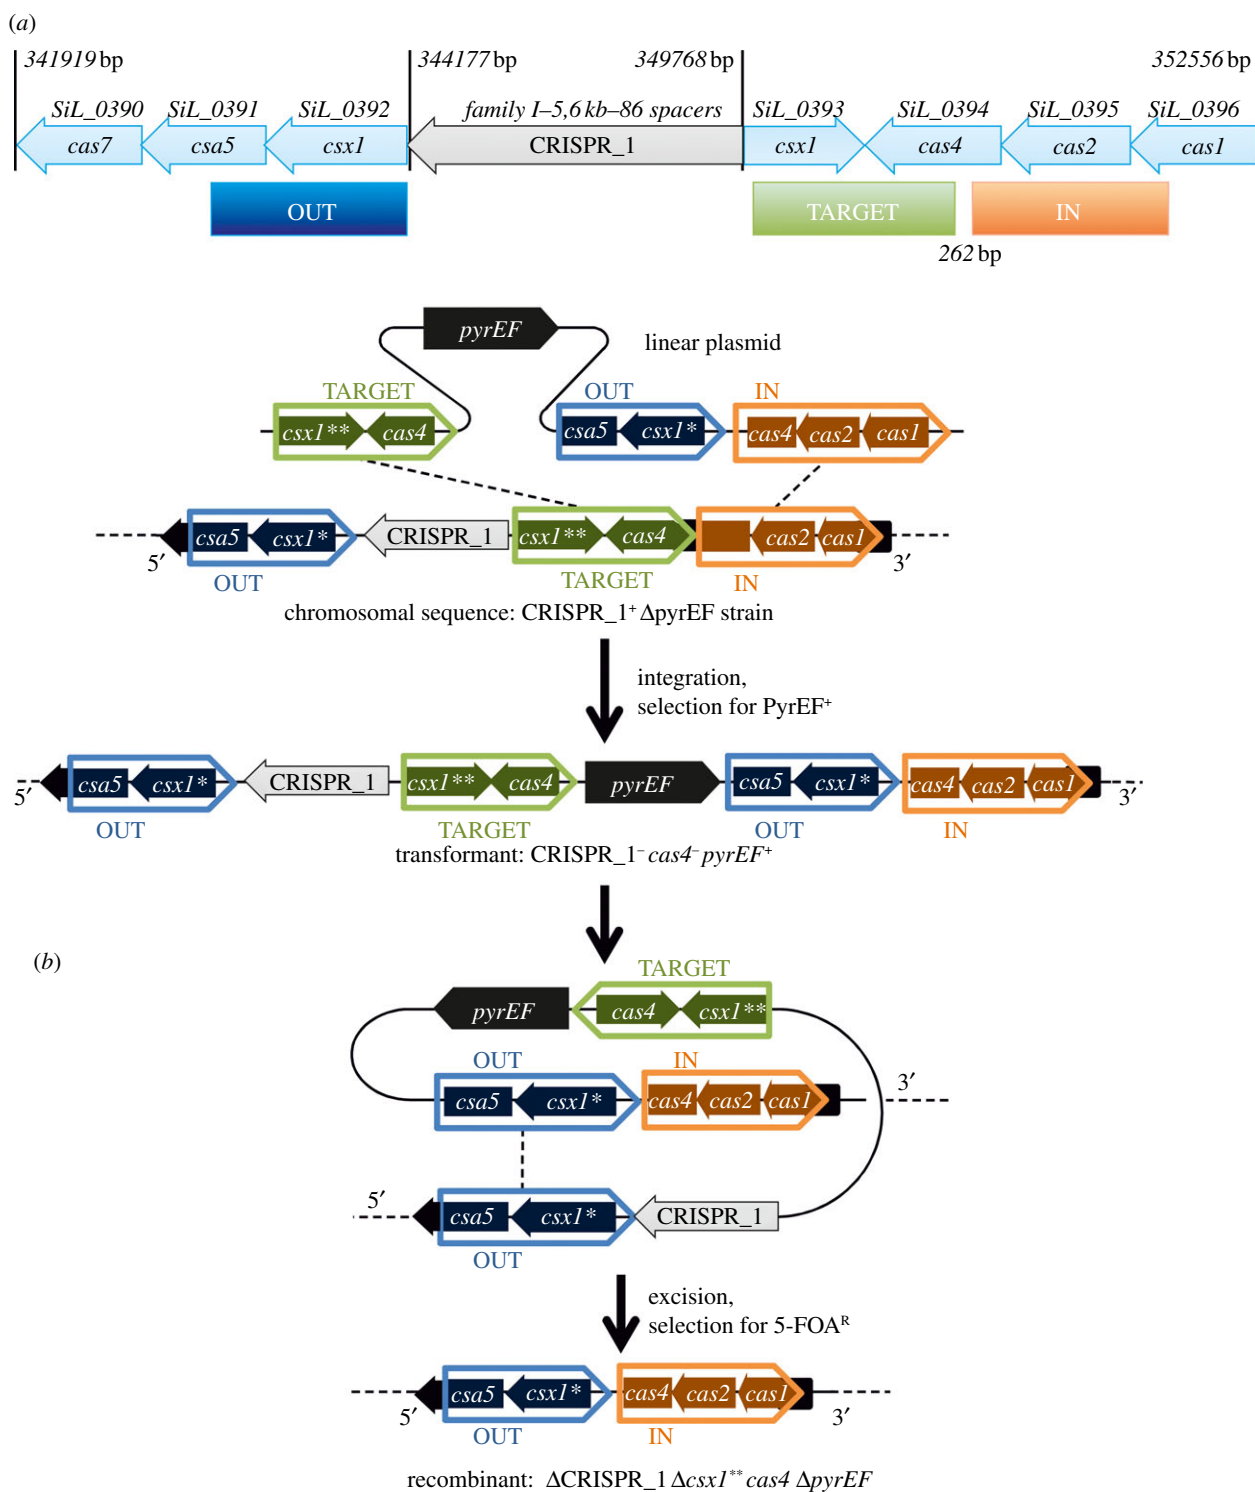 (a)
341919 bp 344177 bp 349768 bp 352556 bp
SiL_0390 SiL_0391 SiL_0392 family I–5,6 kb–86 spacers SiL_0393 SiL_0394 SiL_0395 SiL_0396
cas7 csa5 csx1 CRISPR_1 csx1 cas4 cas2 cas1
OUT TARGET IN
262 bp
pyrEF
linear plasmid
TARGET OUT IN
csx1** cas4 csa5 csx1* cas4 cas2 cas1
csa5 csx1* CRISPR_1 csx1** cas4 cas2 cas1
5′ 3′
OUT TARGET IN
chromosomal sequence: CRISPR_1⁺ ΔpyrEF strain
integration,
selection for PyrEF⁺
csa5 csx1* CRISPR_1 csx1** cas4 pyrEF csa5 csx1* cas4 cas2 cas1
5′ 3′
OUT TARGET OUT IN
transformant: CRISPR_1⁻ cas4⁻ pyrEF⁺
(b)
TARGET
pyrEF cas4 csx1**
OUT IN
csa5 csx1* cas4 cas2 cas1
3′
5′
csa5 csx1* CRISPR_1
OUT
excision,
selection for 5-FOAᴿ
csa5 csx1* cas4 cas2 cas1
5′ 3′
OUT IN
recombinant: ΔCRISPR_1 Δcsx1** cas4 ΔpyrEF